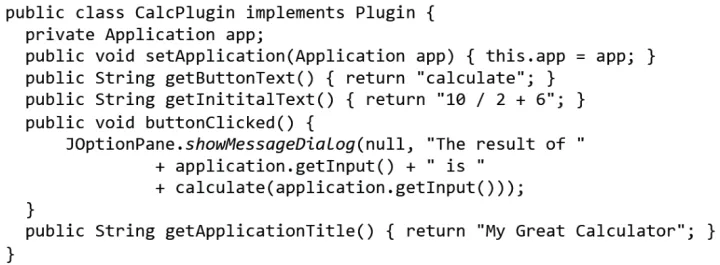 public class CalcPlugin implements Plugin {
private Application app;
public void setApplication(Application app) { this.app = app; }
public String getButtonText() { return "calculate"; }
public String getInititalText() { return "10 / 2 + 6"; }
public void buttonClicked() {
JOptionPane.showMessageDialog(null, "The result of "
+ application.getInput() + " is "
+ calculate(application.getInput()));
}
public String getApplicationTitle() { return "My Great Calculator"; }
}